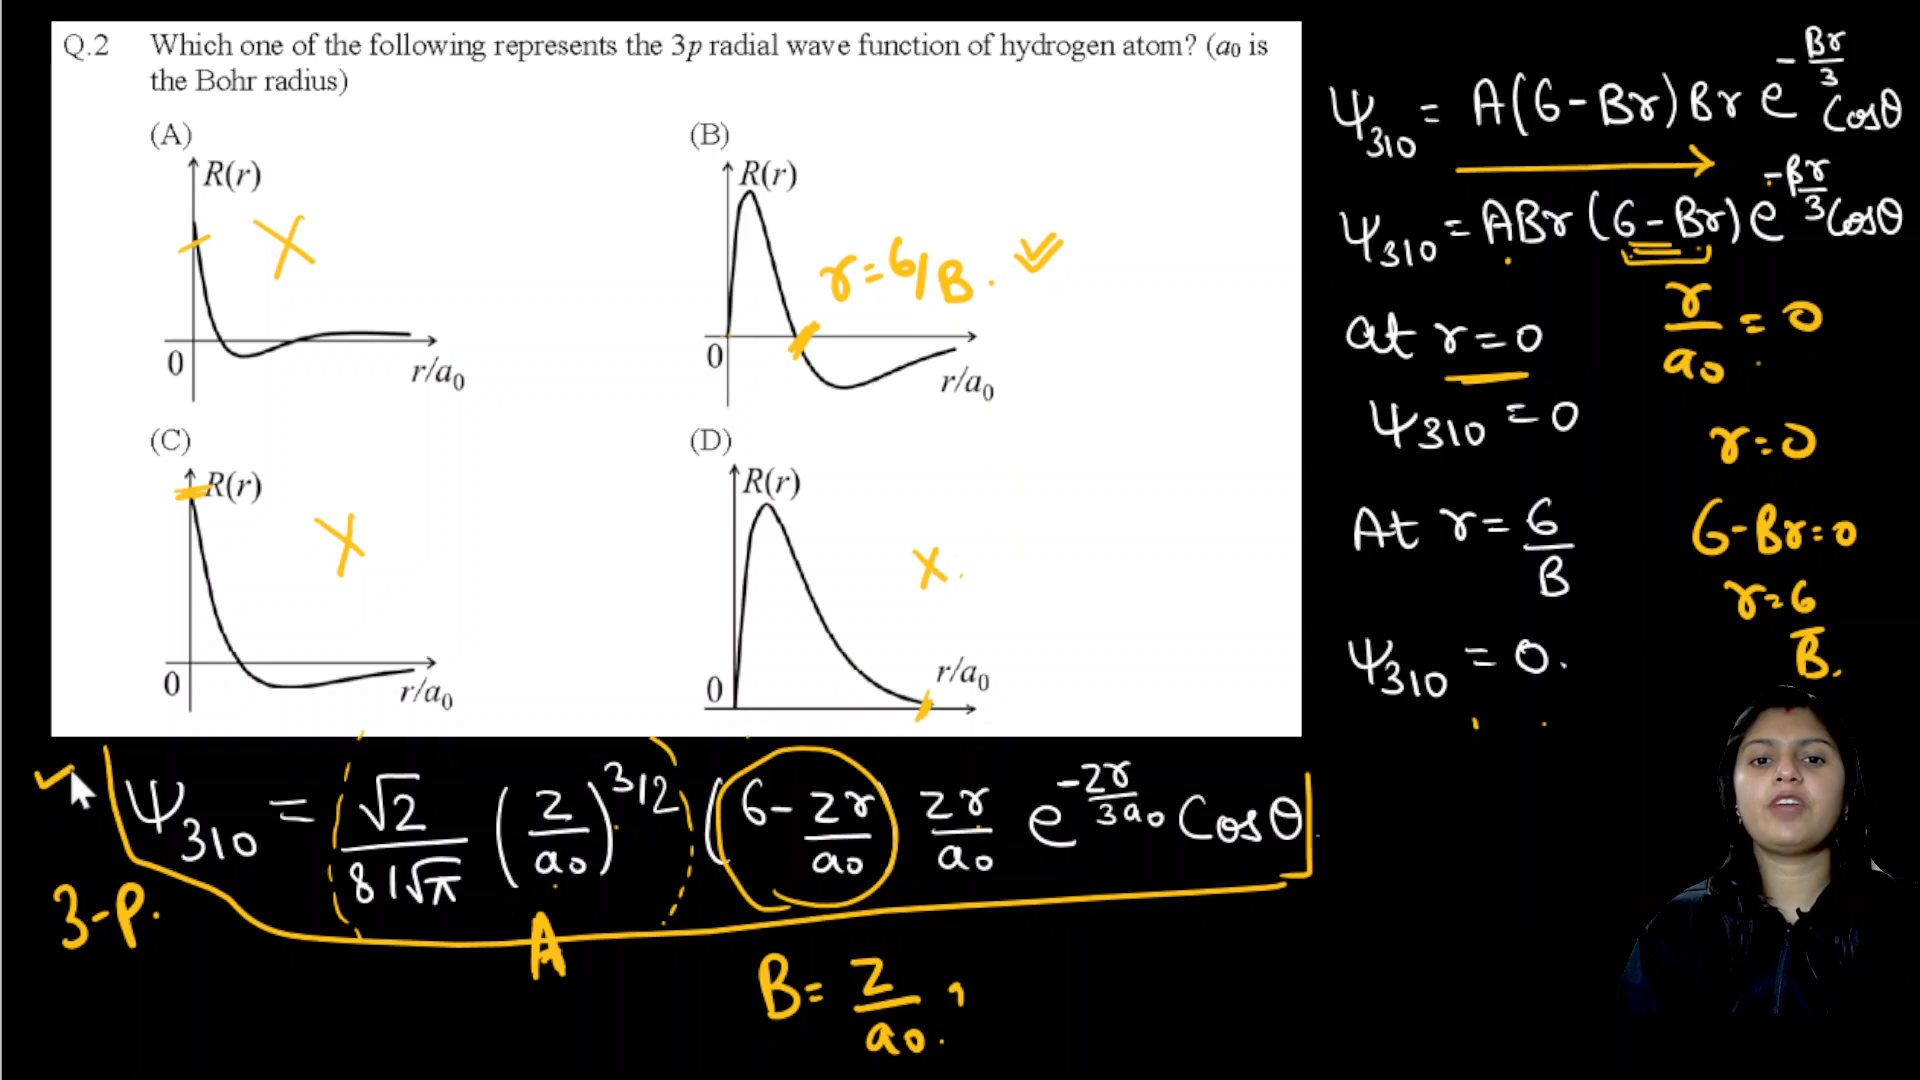 Q.2 Which one of the following represents the 3p radial wave function of hydrogen atom? (a₀ is
the Bohr radius)
(A)
R(r)
0
r/a₀
X
(B)
R(r)
0
r/a₀
r=6/B.
(C)
R(r)
0
r/a₀
X
(D)
R(r)
0
r/a₀
X.
ψ₃₁₀ = A(6-Br)Br e^(-Br/3) Cosθ
ψ₃₁₀ = ABr(6-Br)e^(-Br/3) Cosθ
at r=0
ψ₃₁₀ = 0
At r = 6/B
ψ₃₁₀ = 0.
r/a₀ = 0
r=0
6-Br=0
r=6/B.
ψ₃₁₀ = √2/81√π (Z/a₀)^3/2 (6-Zr/a₀ Zr/a₀ e^(-Zr/3a₀) Cosθ
3-p.
A
B= Z/a₀.,